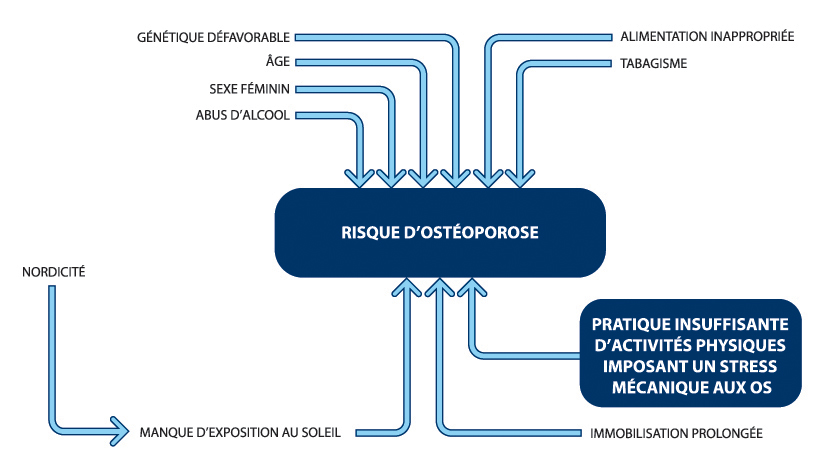 GÉNÉTIQUE DÉFAVORABLE
ÂGE
SEXE FÉMININ
ABUS D'ALCOOL
ALIMENTATION INAPPROPRIÉE
TABAGISME
RISQUE D'OSTÉOPOROSE
NORDICITÉ
PRATIQUE INSUFFISANTE
D'ACTIVITÉS PHYSIQUES
IMPOSANT UN STRESS
MÉCANIQUE AUX OS
MANQUE D'EXPOSITION AU SOLEIL
IMMOBILISATION PROLONGÉE